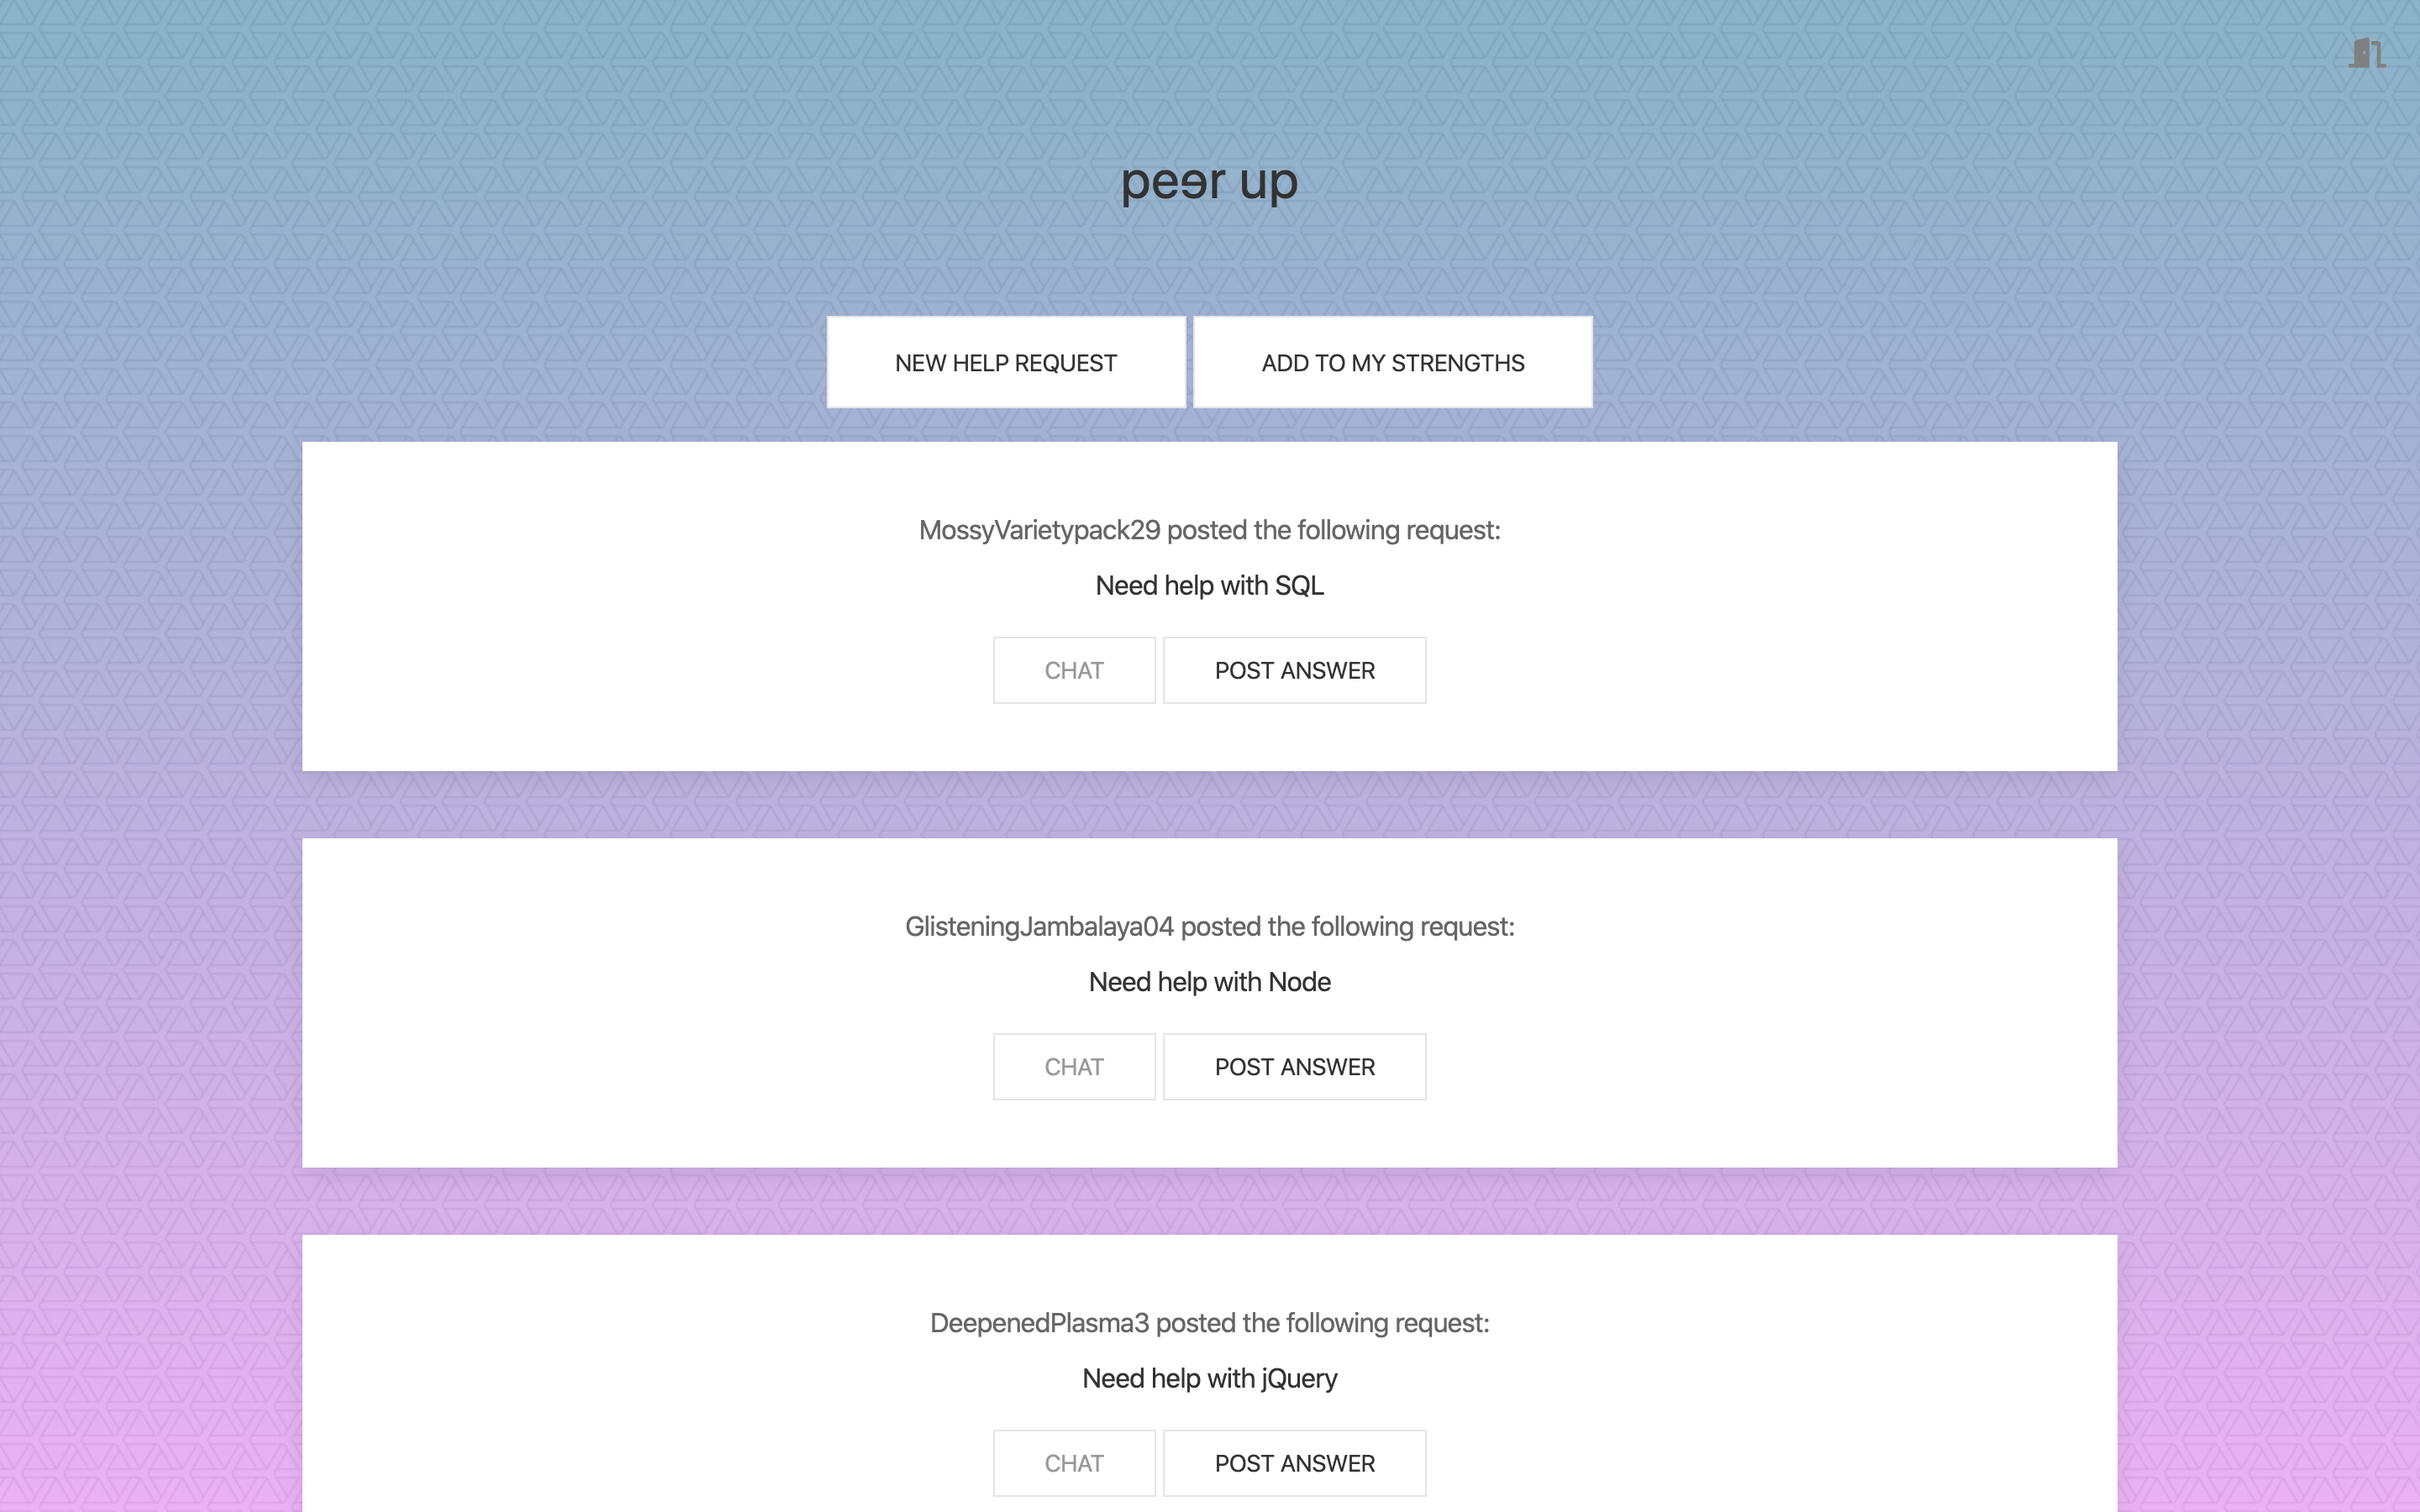 peɘr up
NEW HELP REQUEST ADD TO MY STRENGTHS
MossyVarietypack29 posted the following request:
Need help with SQL
CHAT POST ANSWER
GlisteningJambalaya04 posted the following request:
Need help with Node
CHAT POST ANSWER
DeepenedPlasma3 posted the following request:
Need help with jQuery
CHAT POST ANSWER